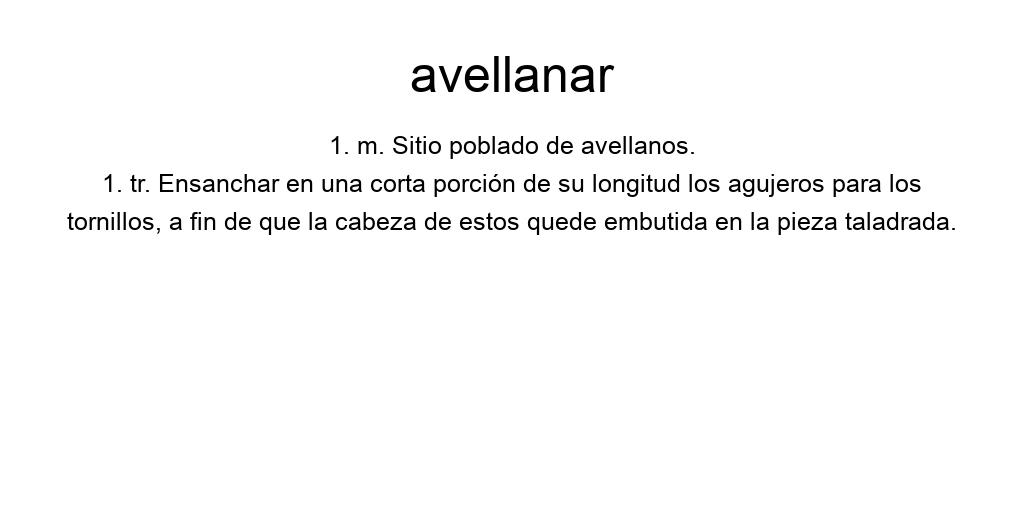 avellanar
1. m. Sitio poblado de avellanos.
1. tr. Ensanchar en una corta porción de su longitud los agujeros para los
tornillos, a fin de que la cabeza de estos quede embutida en la pieza taladrada.